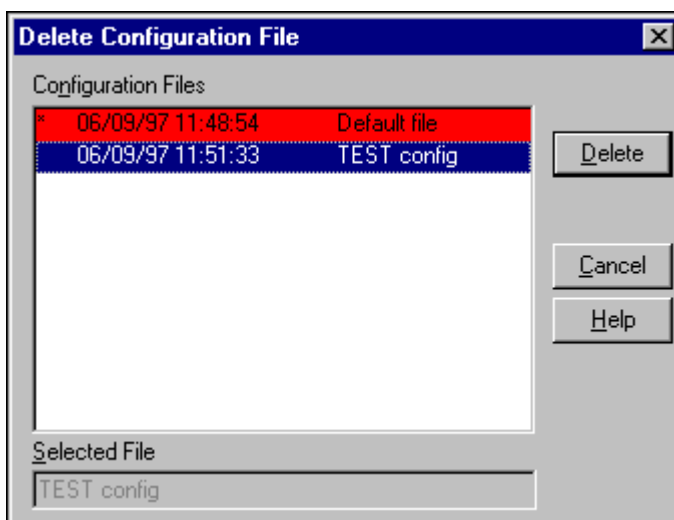 Delete Configuration File
Configuration Files
* 06/09/97 11:48:54 Default file
06/09/97 11:51:33 TEST config
Delete
Cancel
Help
Selected File
TEST config